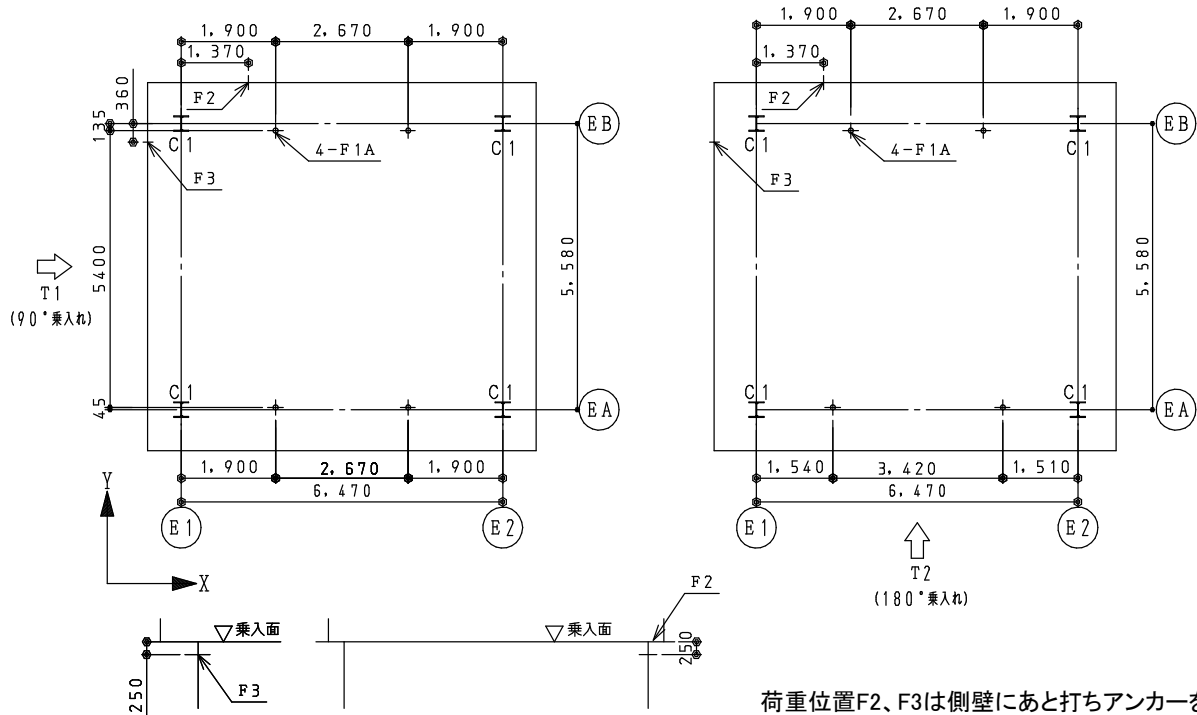 1,900 2,670 1,900
1,370
360
135
F2
C1
C1
4-F1A
EB
F3
5400
5,580
T1
(90°乗入れ)
C1
C1
EA
45
1,900 2,670 1,900
6,470
E1
E2
Y
X
1,900 2,670 1,900
1,370
F2
C1
C1
4-F1A
EB
F3
5,580
C1
C1
EA
1,540 3,420 1,510
6,470
E1
E2
T2
(180°乗入れ)
乗入面
250
F3
乗入面
F2
250
荷重位置F2、F3は側壁にあと打ちアンカーを